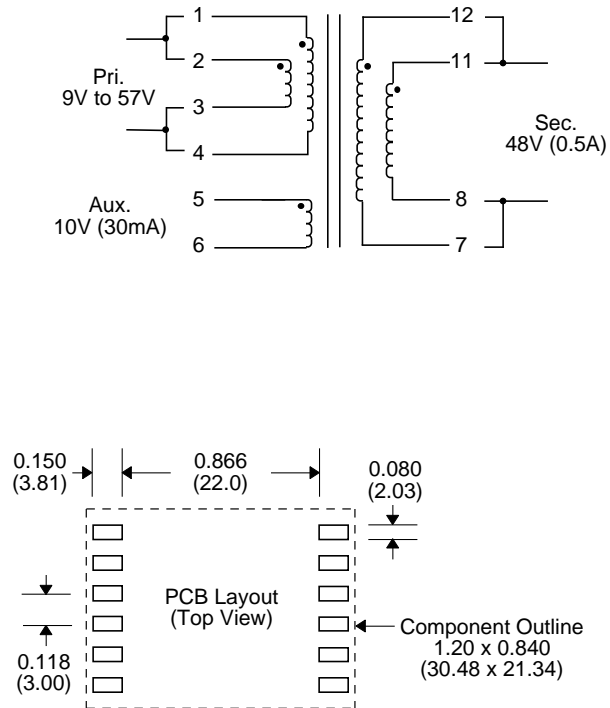 1
2
Pri.
9V to 57V
3
4
5
Aux.
10V (30mA)
6
12
11
Sec.
48V (0.5A)
8
7
0.150
(3.81)
0.866
(22.0)
0.080
(2.03)
PCB Layout
(Top View)
0.118
(3.00)
Component Outline
1.20 x 0.840
(30.48 x 21.34)